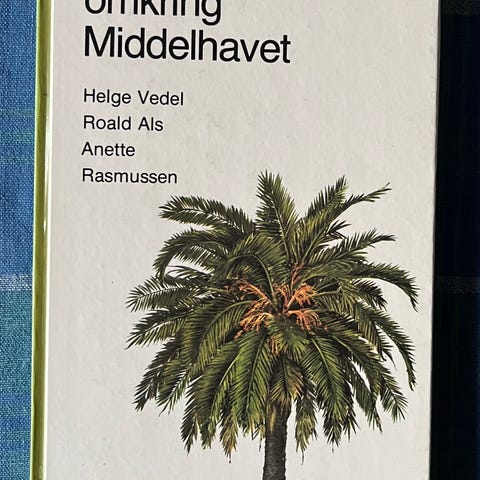 omkring
Middelhavet
Helge Vedel
Roald Als
Anette
Rasmussen